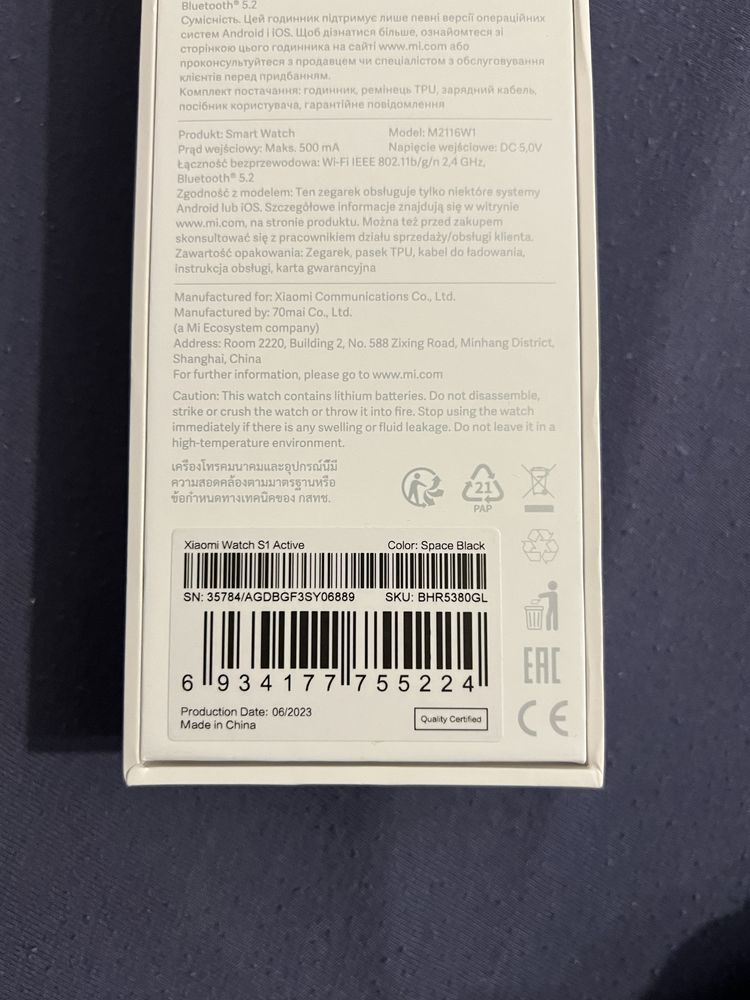 Bluetooth® 5.2
Сумісність. Цей годинник підтримує лише певні версії операційних
систем Android і iOS. Щоб дізнатися більше, ознайомтеся зі
сторінкою цього годинника на сайті www.mi.com або
проконсультуйтеся з продавцем чи спеціалістом з обслуговування
клієнтів перед придбанням.
Комплект постачання: годинник, ремінець TPU, зарядний кабель,
посібник користувача, гарантійне повідомлення
Produkt: Smart Watch Model: M2116W1
Prąd wejściowy: Maks. 500 mA Napięcie wejściowe: DC 5,0V
Łączność bezprzewodowa: Wi-Fi IEEE 802.11b/g/n 2,4 GHz,
Bluetooth® 5.2
Zgodność z modelem: Ten zegarek obsługuje tylko niektóre systemy
Android lub iOS. Szczegółowe informacje znajdują się w witrynie
www.mi.com, na stronie produktu. Można też przed zakupem
skonsultować się z pracownikiem działu sprzedaży/obsługi klienta.
Zawartość opakowania: Zegarek, pasek TPU, kabel do ładowania,
instrukcja obsługi, karta gwarancyjna
Manufactured for: Xiaomi Communications Co., Ltd.
Manufactured by: 70mai Co., Ltd.
(a Mi Ecosystem company)
Address: Room 2220, Building 2, No. 588 Zixing Road, Minhang District,
Shanghai, China
For further information, please go to www.mi.com
Caution: This watch contains lithium batteries. Do not disassemble,
strike or crush the watch or throw it into fire. Stop using the watch
immediately if there is any swelling or fluid leakage. Do not leave it in a
high-temperature environment.
เครื่องโทรคมนาคมและอุปกรณ์นี้มี
ความสอดคล้องตามมาตรฐานหรือ
ข้อกำหนดทางเทคนิคของ กสทช.
21
PAP
Xiaomi Watch S1 Active Color: Space Black
SN: 35784/AGDBGF3SY06889 SKU: BHR5380GL
6 934177 755224
Production Date: 06/2023
Made in China
Quality Certified
EAC
CE